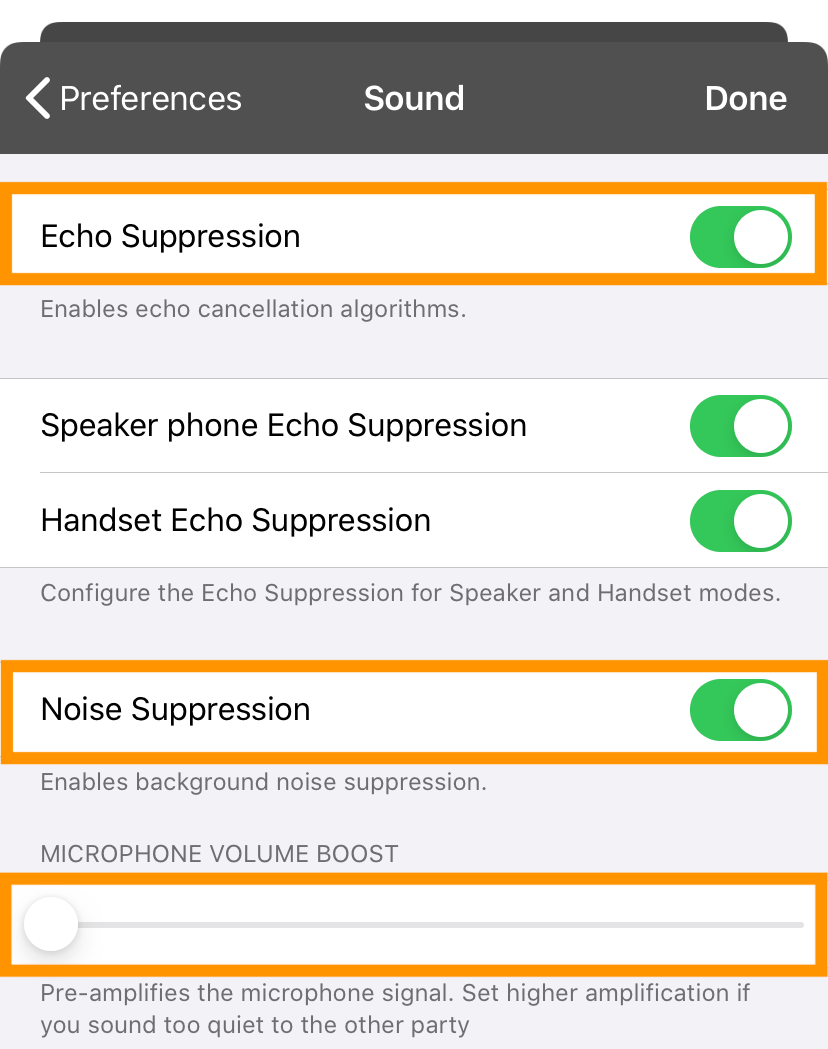 Preferences Sound Done
Echo Suppression
Enables echo cancellation algorithms.
Speaker phone Echo Suppression
Handset Echo Suppression
Configure the Echo Suppression for Speaker and Handset modes.
Noise Suppression
Enables background noise suppression.
MICROPHONE VOLUME BOOST
Pre-amplifies the microphone signal. Set higher amplification if
you sound too quiet to the other party